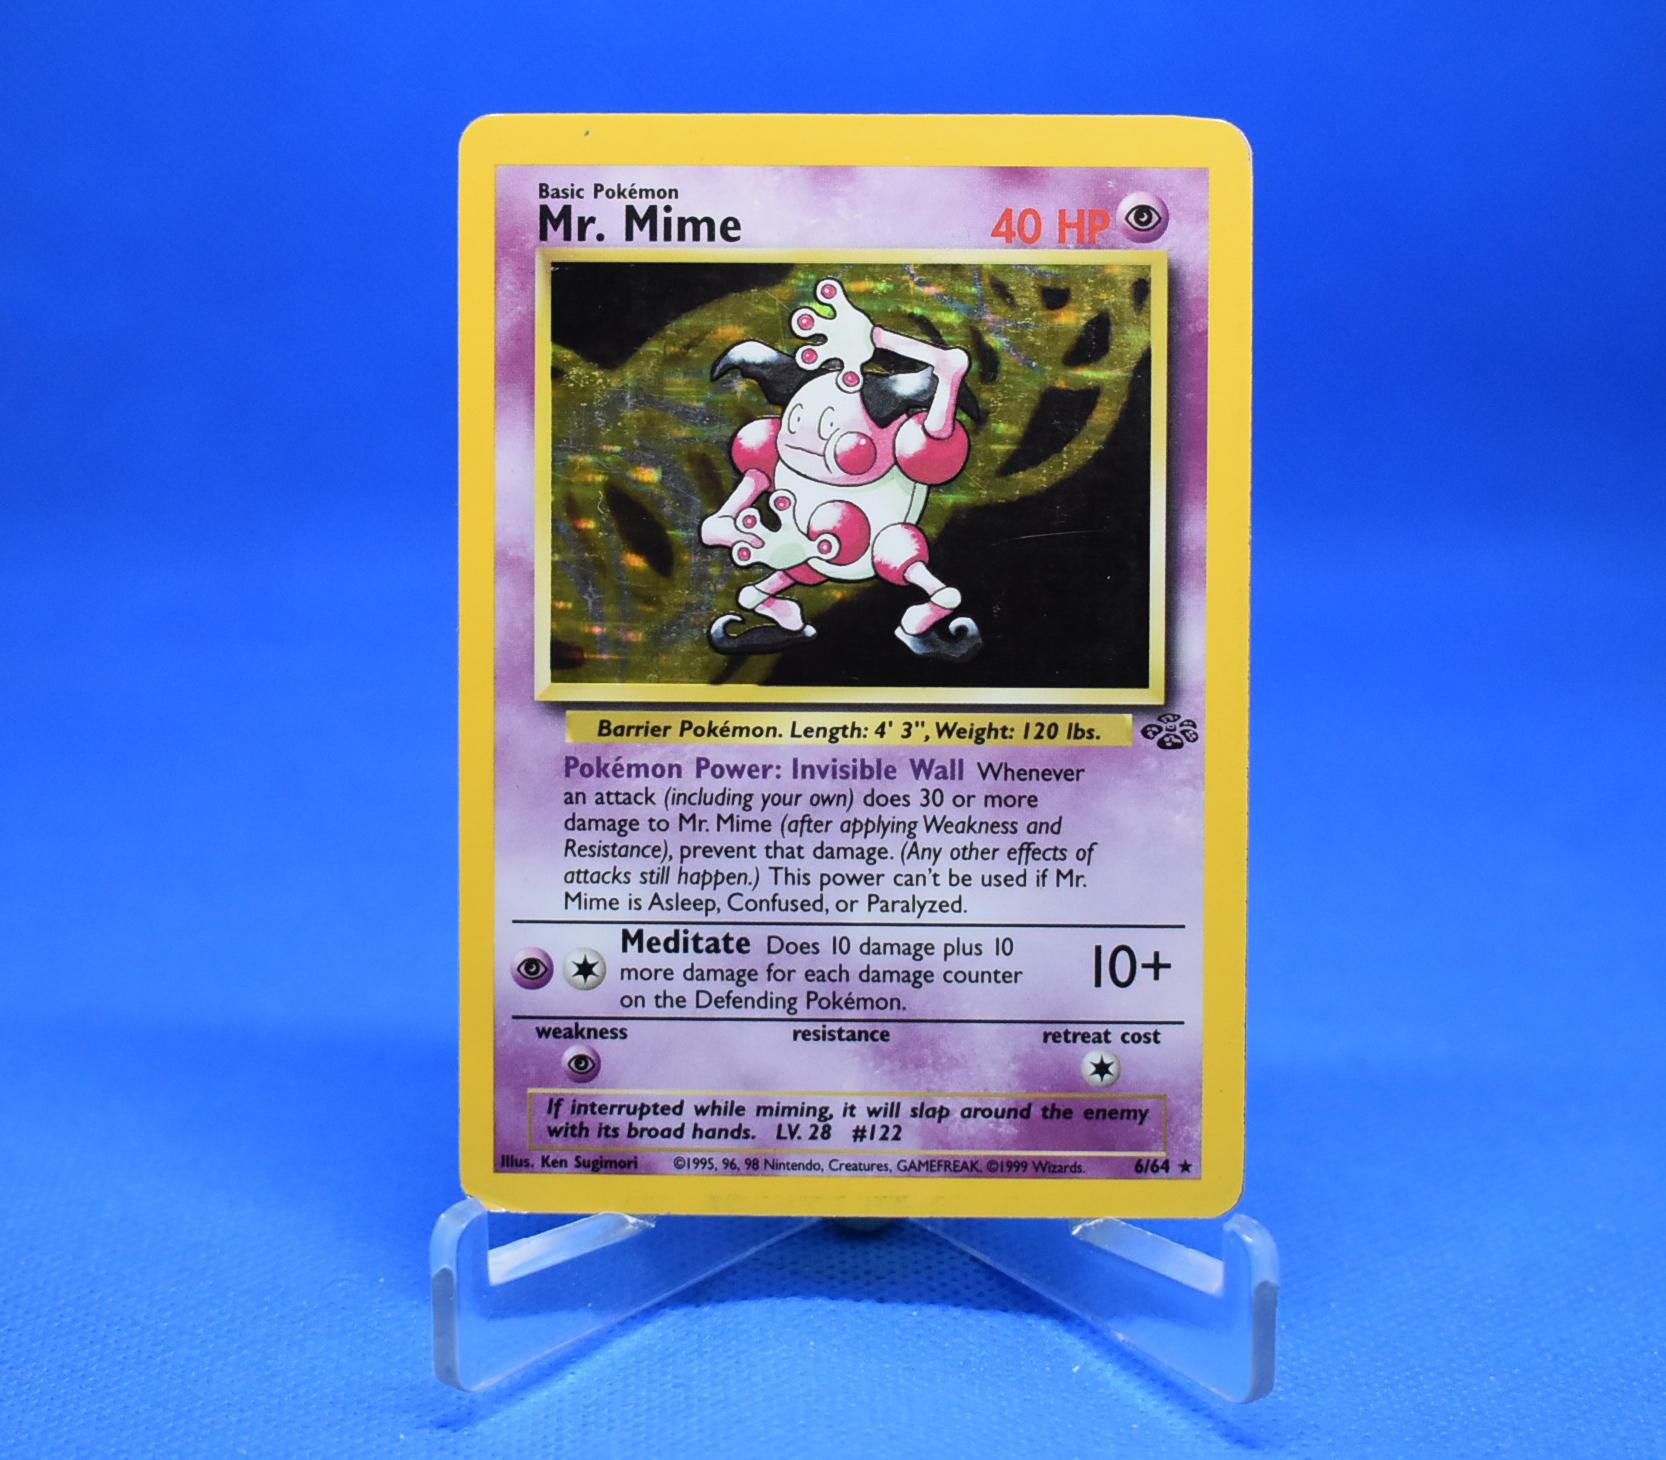 Basic Pokémon
Mr. Mime
40 HP
Barrier Pokémon. Length: 4' 3", Weight: 120 lbs.
Pokémon Power: Invisible Wall Whenever
an attack (including your own) does 30 or more
damage to Mr. Mime (after applying Weakness and
Resistance), prevent that damage. (Any other effects of
attacks still happen.) This power can't be used if Mr.
Mime is Asleep, Confused, or Paralyzed.
Meditate Does 10 damage plus 10
more damage for each damage counter
on the Defending Pokémon.
10+
weakness resistance retreat cost
If interrupted while miming, it will slap around the enemy
with its broad hands. LV. 28 #122
Illus. Ken Sugimori ©1995, 96, 98 Nintendo, Creatures, GAMEFREAK. ©1999 Wizards. 6/64 ★